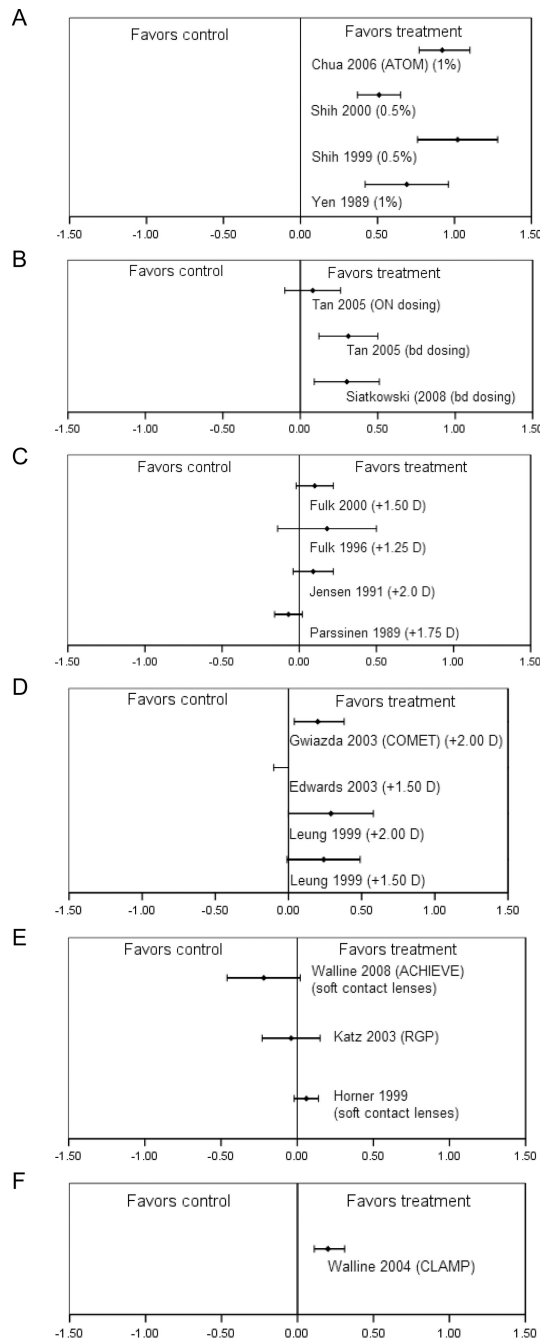 A
Favors control Favors treatment
Chua 2006 (ATOM) (1%)
Shih 2000 (0.5%)
Shih 1999 (0.5%)
Yen 1989 (1%)
-1.50 -1.00 -0.50 0.00 0.50 1.00 1.50
B
Favors control Favors treatment
Tan 2005 (ON dosing)
Tan 2005 (bd dosing)
Siatkowski (2008 (bd dosing)
-1.50 -1.00 -0.50 0.00 0.50 1.00 1.50
C
Favors control Favors treatment
Fulk 2000 (+1.50 D)
Fulk 1996 (+1.25 D)
Jensen 1991 (+2.0 D)
Parssinen 1989 (+1.75 D)
-1.50 -1.00 -0.50 0.00 0.50 1.00 1.50
D
Favors control Favors treatment
Gwiazda 2003 (COMET) (+2.00 D)
Edwards 2003 (+1.50 D)
Leung 1999 (+2.00 D)
Leung 1999 (+1.50 D)
-1.50 -1.00 -0.50 0.00 0.50 1.00 1.50
E
Favors control Favors treatment
Walline 2008 (ACHIEVE)
(soft contact lenses)
Katz 2003 (RGP)
Horner 1999
(soft contact lenses)
-1.50 -1.00 -0.50 0.00 0.50 1.00 1.50
F
Favors control Favors treatment
Walline 2004 (CLAMP)
-1.50 -1.00 -0.50 0.00 0.50 1.00 1.50